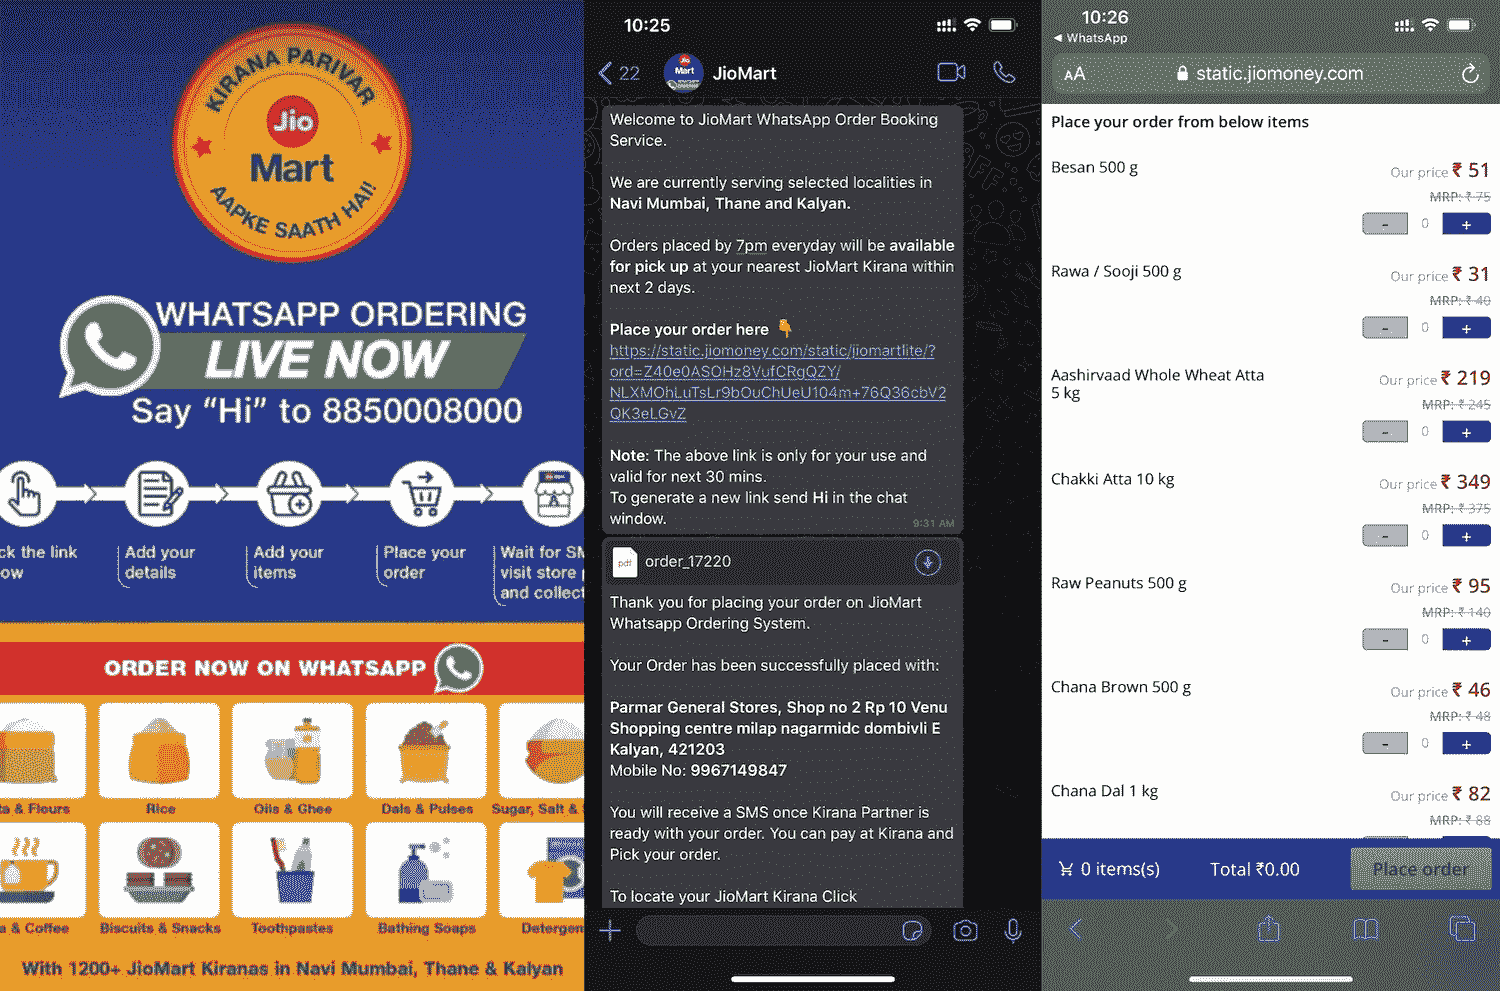 KIRANA PARIVAR
Jio
Mart
AAPKE SAATH HAI!
WHATSAPP ORDERING
LIVE NOW
Say “Hi” to 8850008000
ck the link
ow
Add your
details
Add your
items
Place your
order
Wait for SM
visit store
and collect
ORDER NOW ON WHATSAPP
a & Flours
Rice
Oils & Ghee
Dals & Pulses
Sugar, Salt &
a & Coffee
Biscuits & Snacks
Toothpastes
Bathing Soaps
Detergen
With 1200+ JioMart Kiranas in Navi Mumbai, Thane & Kalyan
10:25
22
Jio
Mart
JioMart
Welcome to JioMart WhatsApp Order Booking
Service.
We are currently serving selected localities in
Navi Mumbai, Thane and Kalyan.
Orders placed by 7pm everyday will be available
for pick up at your nearest JioMart Kirana within
next 2 days.
Place your order here
https://static.jiomoney.com/static/jiomartlite/?
ord=Z40e0ASOHz8VufCRgQZY/
NLXMOhLuTsLr9bOuChUeU104m+76Q36cbV2
QK3eLGvZ
Note: The above link is only for your use and
valid for next 30 mins.
To generate a new link send Hi in the chat
window.
9:31 AM
pdf
order_17220
Thank you for placing your order on JioMart
Whatsapp Ordering System.
Your Order has been successfully placed with:
Parmar General Stores, Shop no 2 Rp 10 Venu
Shopping centre milap nagarmidc dombivli E
Kalyan, 421203
Mobile No: 9967149847
You will receive a SMS once Kirana Partner is
ready with your order. You can pay at Kirana and
Pick your order.
To locate your JioMart Kirana Click
10:26
WhatsApp
AA
static.jiomoney.com
Place your order from below items
Besan 500 g
Our price ₹ 51
MRP: ₹ 75
- 0 +
Rawa / Sooji 500 g
Our price ₹ 31
MRP: ₹ 40
- 0 +
Aashirvaad Whole Wheat Atta
5 kg
Our price ₹ 219
MRP: ₹ 245
- 0 +
Chakki Atta 10 kg
Our price ₹ 349
MRP: ₹ 375
- 0 +
Raw Peanuts 500 g
Our price ₹ 95
MRP: ₹ 140
- 0 +
Chana Brown 500 g
Our price ₹ 46
MRP: ₹ 48
- 0 +
Chana Dal 1 kg
Our price ₹ 82
MRP: ₹ 88
0 items(s)
Total ₹0.00
Place order